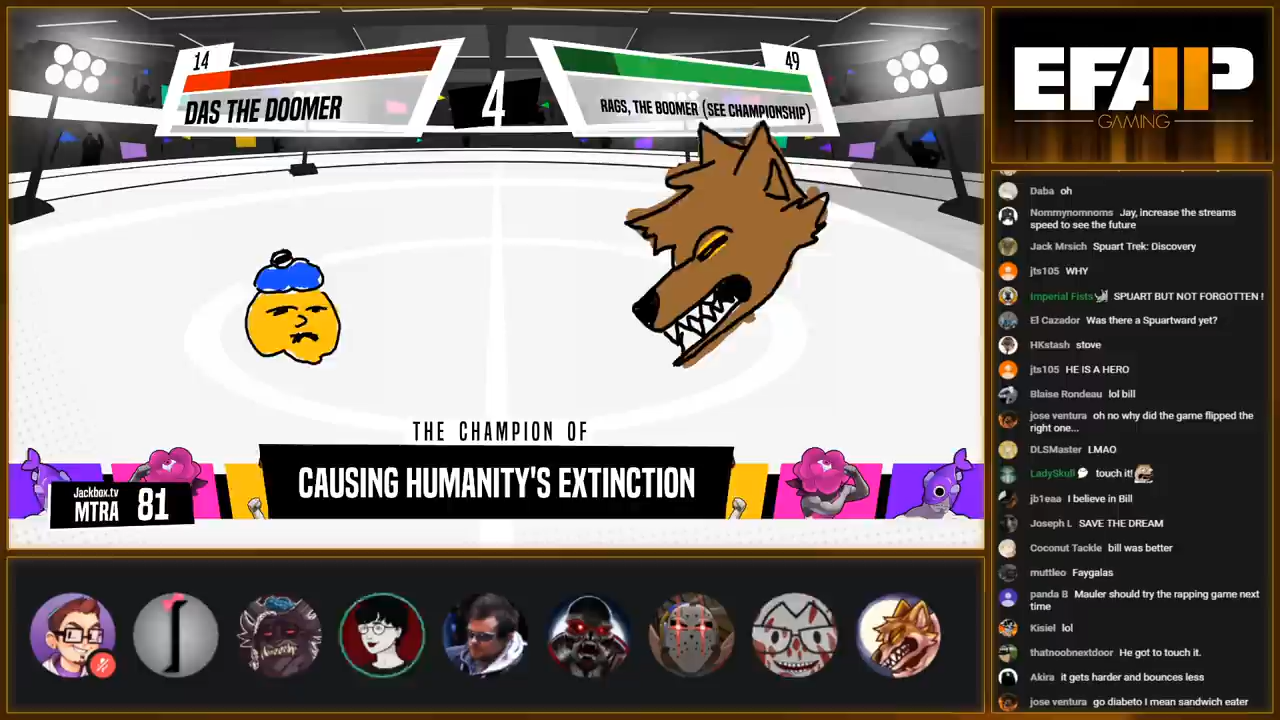 14
DAS THE DOOMER
4
49
RAGS, THE BOOMER (SEE CHAMPIONSHIP)
THE CHAMPION OF
CAUSING HUMANITY'S EXTINCTION
Jackbox.tv
MTRA
81
EFAP
GAMING
Daba oh
Nommynomnoms Jay, increase the streams
speed to see the future
Jack Mrsich Spuart Trek: Discovery
jts105 WHY
Imperial Fists SPUART BUT NOT FORGOTTEN !
El Cazador Was there a Spuartward yet?
HKstash stove
jts105 HE IS A HERO
Blaise Rondeau lol bill
jose ventura oh no why did the game flipped the
right one...
DLSMaster LMAO
LadySkull touch it!
jb1eaa I believe in Bill
Joseph L SAVE THE DREAM
Coconut Tackle bill was better
muttleo Faygalas
panda B Mauler should try the rapping game next
time
Kisiel lol
thatnoobnextdoor He got to touch it.
Akira it gets harder and bounces less
jose ventura go diabeto I mean sandwich eater